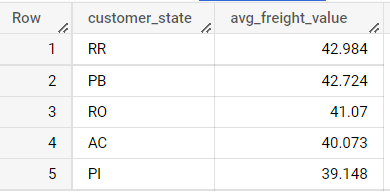 Row customer_state avg_freight_value
1 RR 42.984
2 PB 42.724
3 RO 41.07
4 AC 40.073
5 PI 39.148